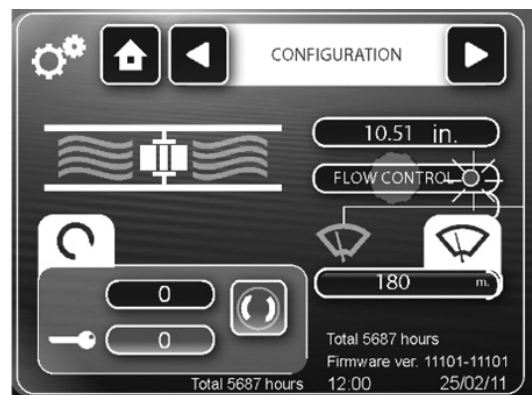 CONFIGURATION
10.51 in.
FLOW CONTROL
180 m.
0
0
Total 5687 hours
Firmware ver. 11101-11101
Total 5687 hours 12:00 25/02/11